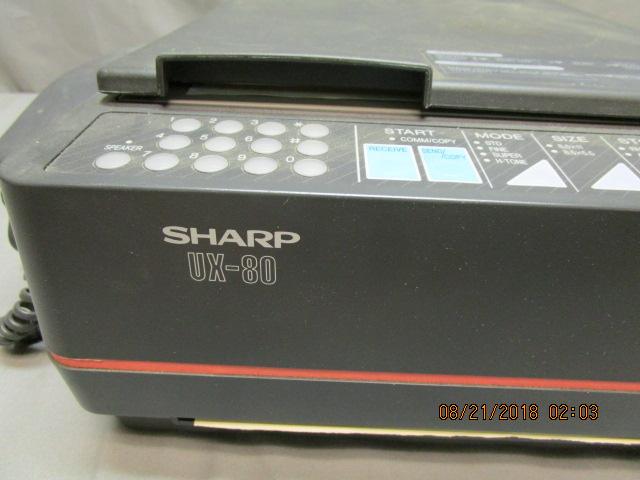 1 2 3 *
4 5 6 #
7 8 9 0
SPEAKER
START
COMM/COPY
RECEIVE
SEND/
/COPY
MODE
STD
FINE
SUPER
H-TONE
SIZE
ST
SHARP
UX-80
08/21/2018 02:03